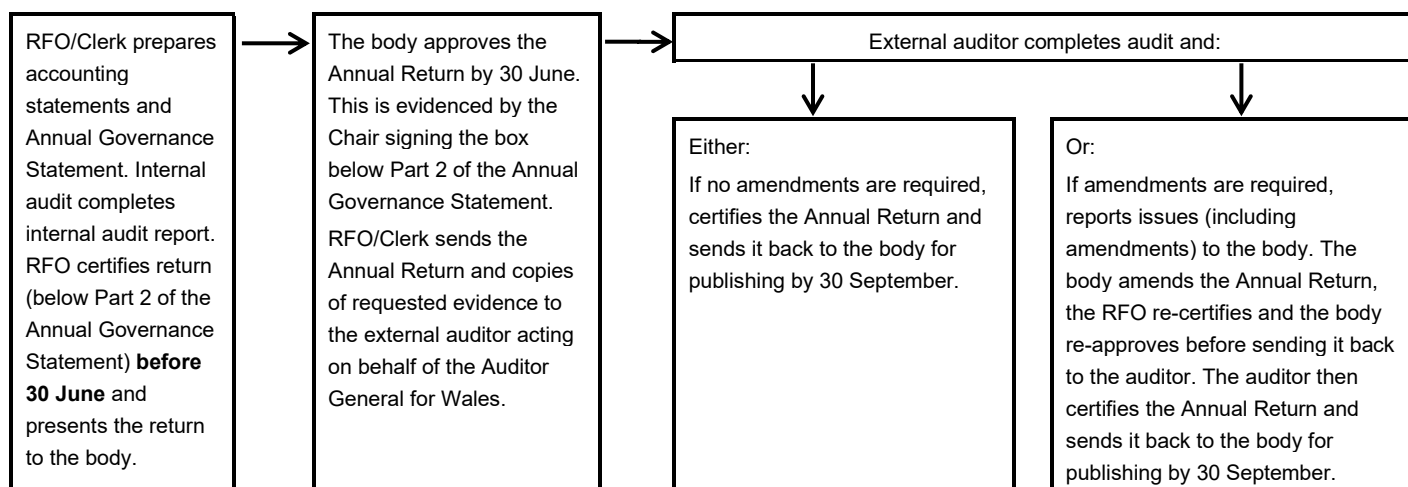 RFO/Clerk prepares
accounting
statements and
Annual Governance
Statement. Internal
audit completes
internal audit report.
RFO certifies return
(below Part 2 of the
Annual Governance
Statement) before
30 June and
presents the return
to the body.
The body approves the
Annual Return by 30 June.
This is evidenced by the
Chair signing the box
below Part 2 of the Annual
Governance Statement.
RFO/Clerk sends the
Annual Return and copies
of requested evidence to
the external auditor acting
on behalf of the Auditor
General for Wales.
External auditor completes audit and:
Either:
If no amendments are required,
certifies the Annual Return and
sends it back to the body for
publishing by 30 September.
Or:
If amendments are required,
reports issues (including
amendments) to the body. The
body amends the Annual Return,
the RFO re-certifies and the body
re-approves before sending it back
to the auditor. The auditor then
certifies the Annual Return and
sends it back to the body for
publishing by 30 September.